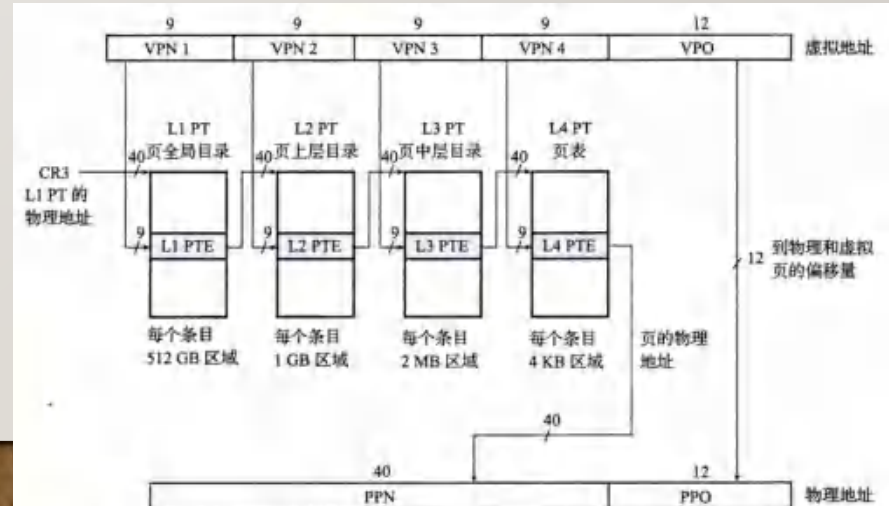 9 9 9 9 12
VPN 1 VPN 2 VPN 3 VPN 4 VPO 虚拟地址
L1 PT L2 PT L3 PT L4 PT
40 页全局目录 40 页上层目录 40 页中层目录 40 页表
CR3
L1 PT 的
物理地址
9 L1 PTE 9 L2 PTE 9 L3 PTE 9 L4 PTE
12 到物理和虚拟
页的偏移量
每个条目 每个条目 每个条目 每个条目 页的物理
512 GB 区域 1 GB 区域 2 MB 区域 4 KB 区域 地址
40
40 12
PPN PPO 物理地址